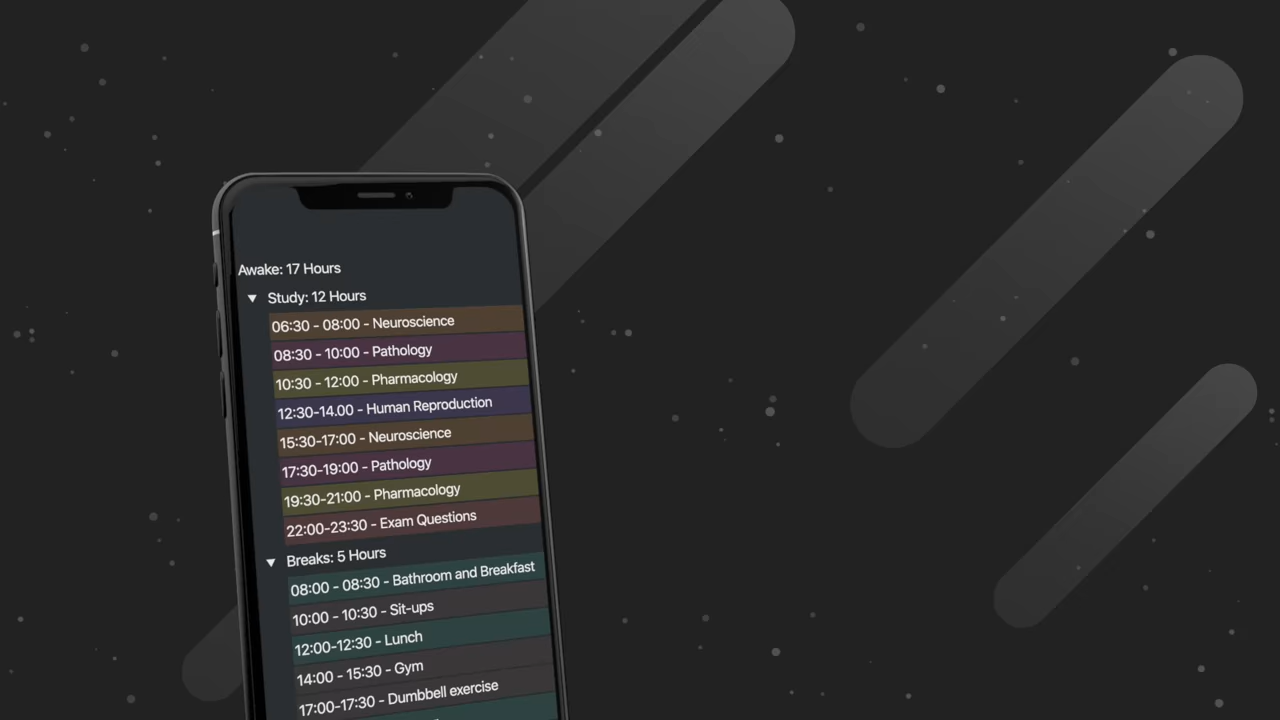 Awake: 17 Hours
▼ Study: 12 Hours
06:30 - 08:00 - Neuroscience
08:30 - 10:00 - Pathology
10:30 - 12:00 - Pharmacology
12:30-14.00 - Human Reproduction
15:30-17:00 - Neuroscience
17:30-19:00 - Pathology
19:30-21:00 - Pharmacology
22:00-23:30 - Exam Questions
▼ Breaks: 5 Hours
08:00 - 08:30 - Bathroom and Breakfast
10:00 - 10:30 - Sit-ups
12:00-12:30 - Lunch
14:00 - 15:30 - Gym
17:00-17:30 - Dumbbell exercise